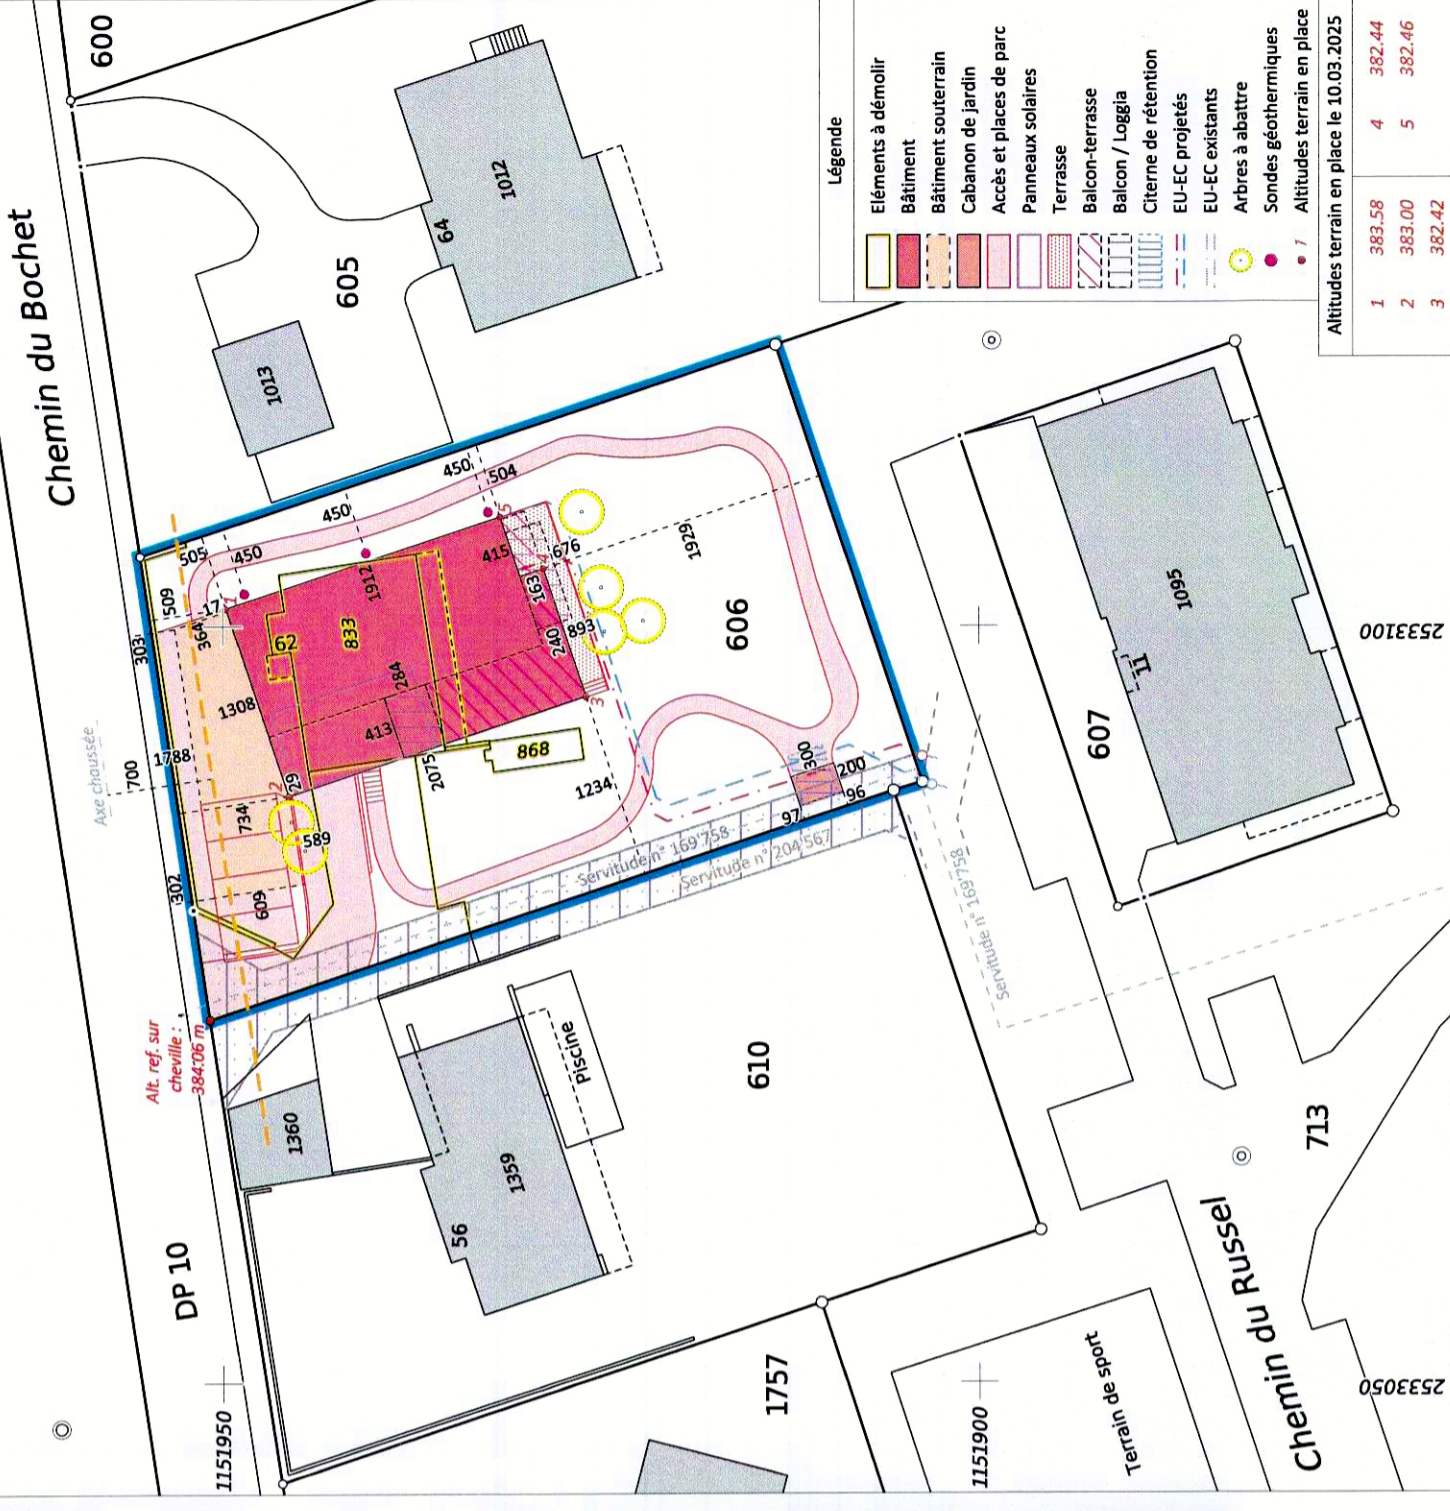 Chemin du Bochet
600
605
64
1012
1013
DP 10
Axe chaussée
700
303
302
1788
509
505
17
364
450
450
450
504
1308
734
609
589
29
62
833
1912
284
413
415
163
240
676
893
1929
606
868
2075
1234
300
200
96
97
1
2
3
4
5
Servitude n° 169'758
Servitude n° 204'567
Servitude n° 169'758
Alt. ref. sur
cheville :
384.06 m
1360
1359
56
Piscine
610
607
11
1095
713
1757
Terrain de sport
Chemin du Russel
1151950
1151900
2533100
2533050
Légende
Eléments à démolir
Bâtiment
Bâtiment souterrain
Cabanon de jardin
Accès et places de parc
Panneaux solaires
Terrasse
Balcon-terrasse
Balcon / Loggia
Citerne de rétention
EU-EC projetés
EU-EC existants
Arbres à abattre
Sondes géothermiques
1 Altitudes terrain en place
Altitudes terrain en place le 10.03.2025
1 383.58 4 382.44
2 383.00 5 382.46
3 382.42